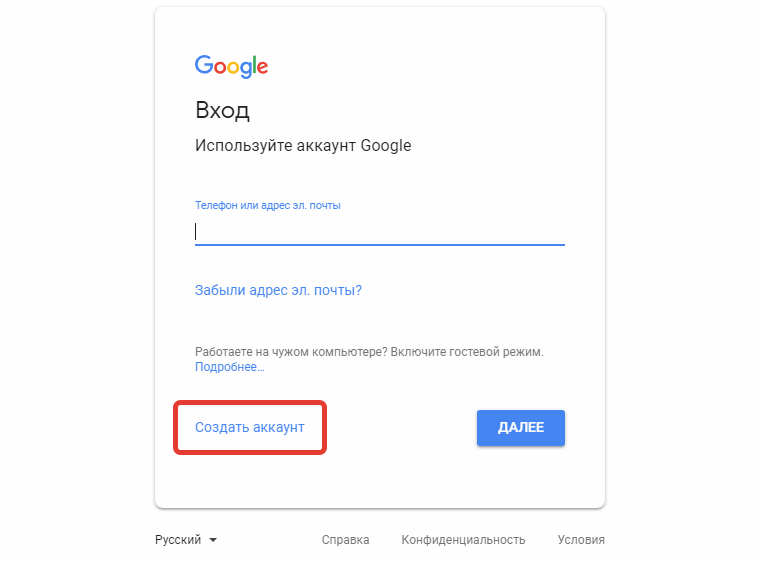 Google
Вход
Используйте аккаунт Google
Телефон или адрес эл. почты
Забыли адрес эл. почты?
Работаете на чужом компьютере? Включите гостевой режим.
Подробнее…
Создать аккаунт
ДАЛЕЕ
Русский
Справка
Конфиденциальность
Условия